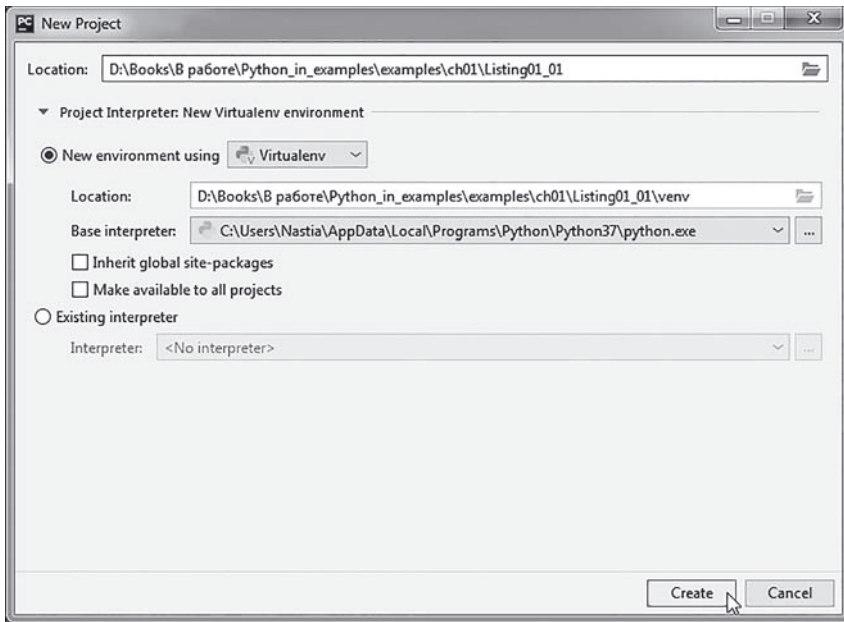 PC New Project
Location: D:\Books\В работе\Python_in_examples\examples\ch01\Listing01_01
Project Interpreter: New Virtualenv environment
New environment using Virtualenv
Location: D:\Books\В работе\Python_in_examples\examples\ch01\Listing01_01\venv
Base interpreter: C:\Users\Nastia\AppData\Local\Programs\Python\Python37\python.exe ...
Inherit global site-packages
Make available to all projects
Existing interpreter
Interpreter: <No interpreter> ...
Create Cancel